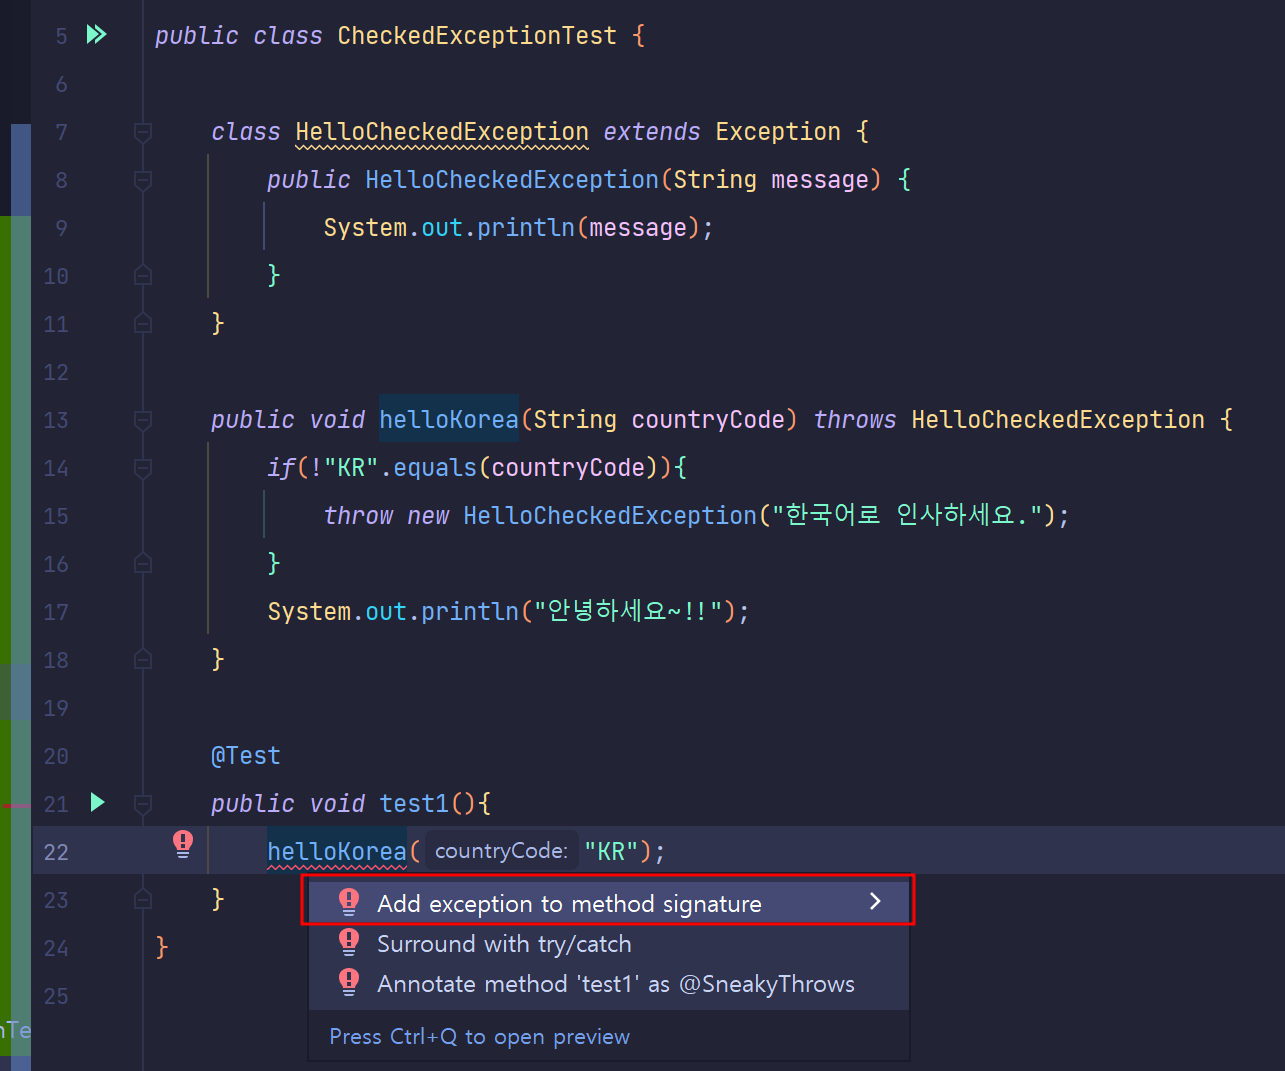 5 public class CheckedExceptionTest {
6
7 class HelloCheckedException extends Exception {
8 public HelloCheckedException(String message) {
9 System.out.println(message);
10 }
11 }
12
13 public void helloKorea(String countryCode) throws HelloCheckedException {
14 if(!"KR".equals(countryCode)){
15 throw new HelloCheckedException("한국어로 인사하세요.");
16 }
17 System.out.println("안녕하세요~!!");
18 }
19
20 @Test
21 public void test1(){
22 helloKorea( countryCode: "KR");
23 }
Add exception to method signature
24 }
Surround with try/catch
Annotate method 'test1' as @SneakyThrows
25
Press Ctrl+Q to open preview